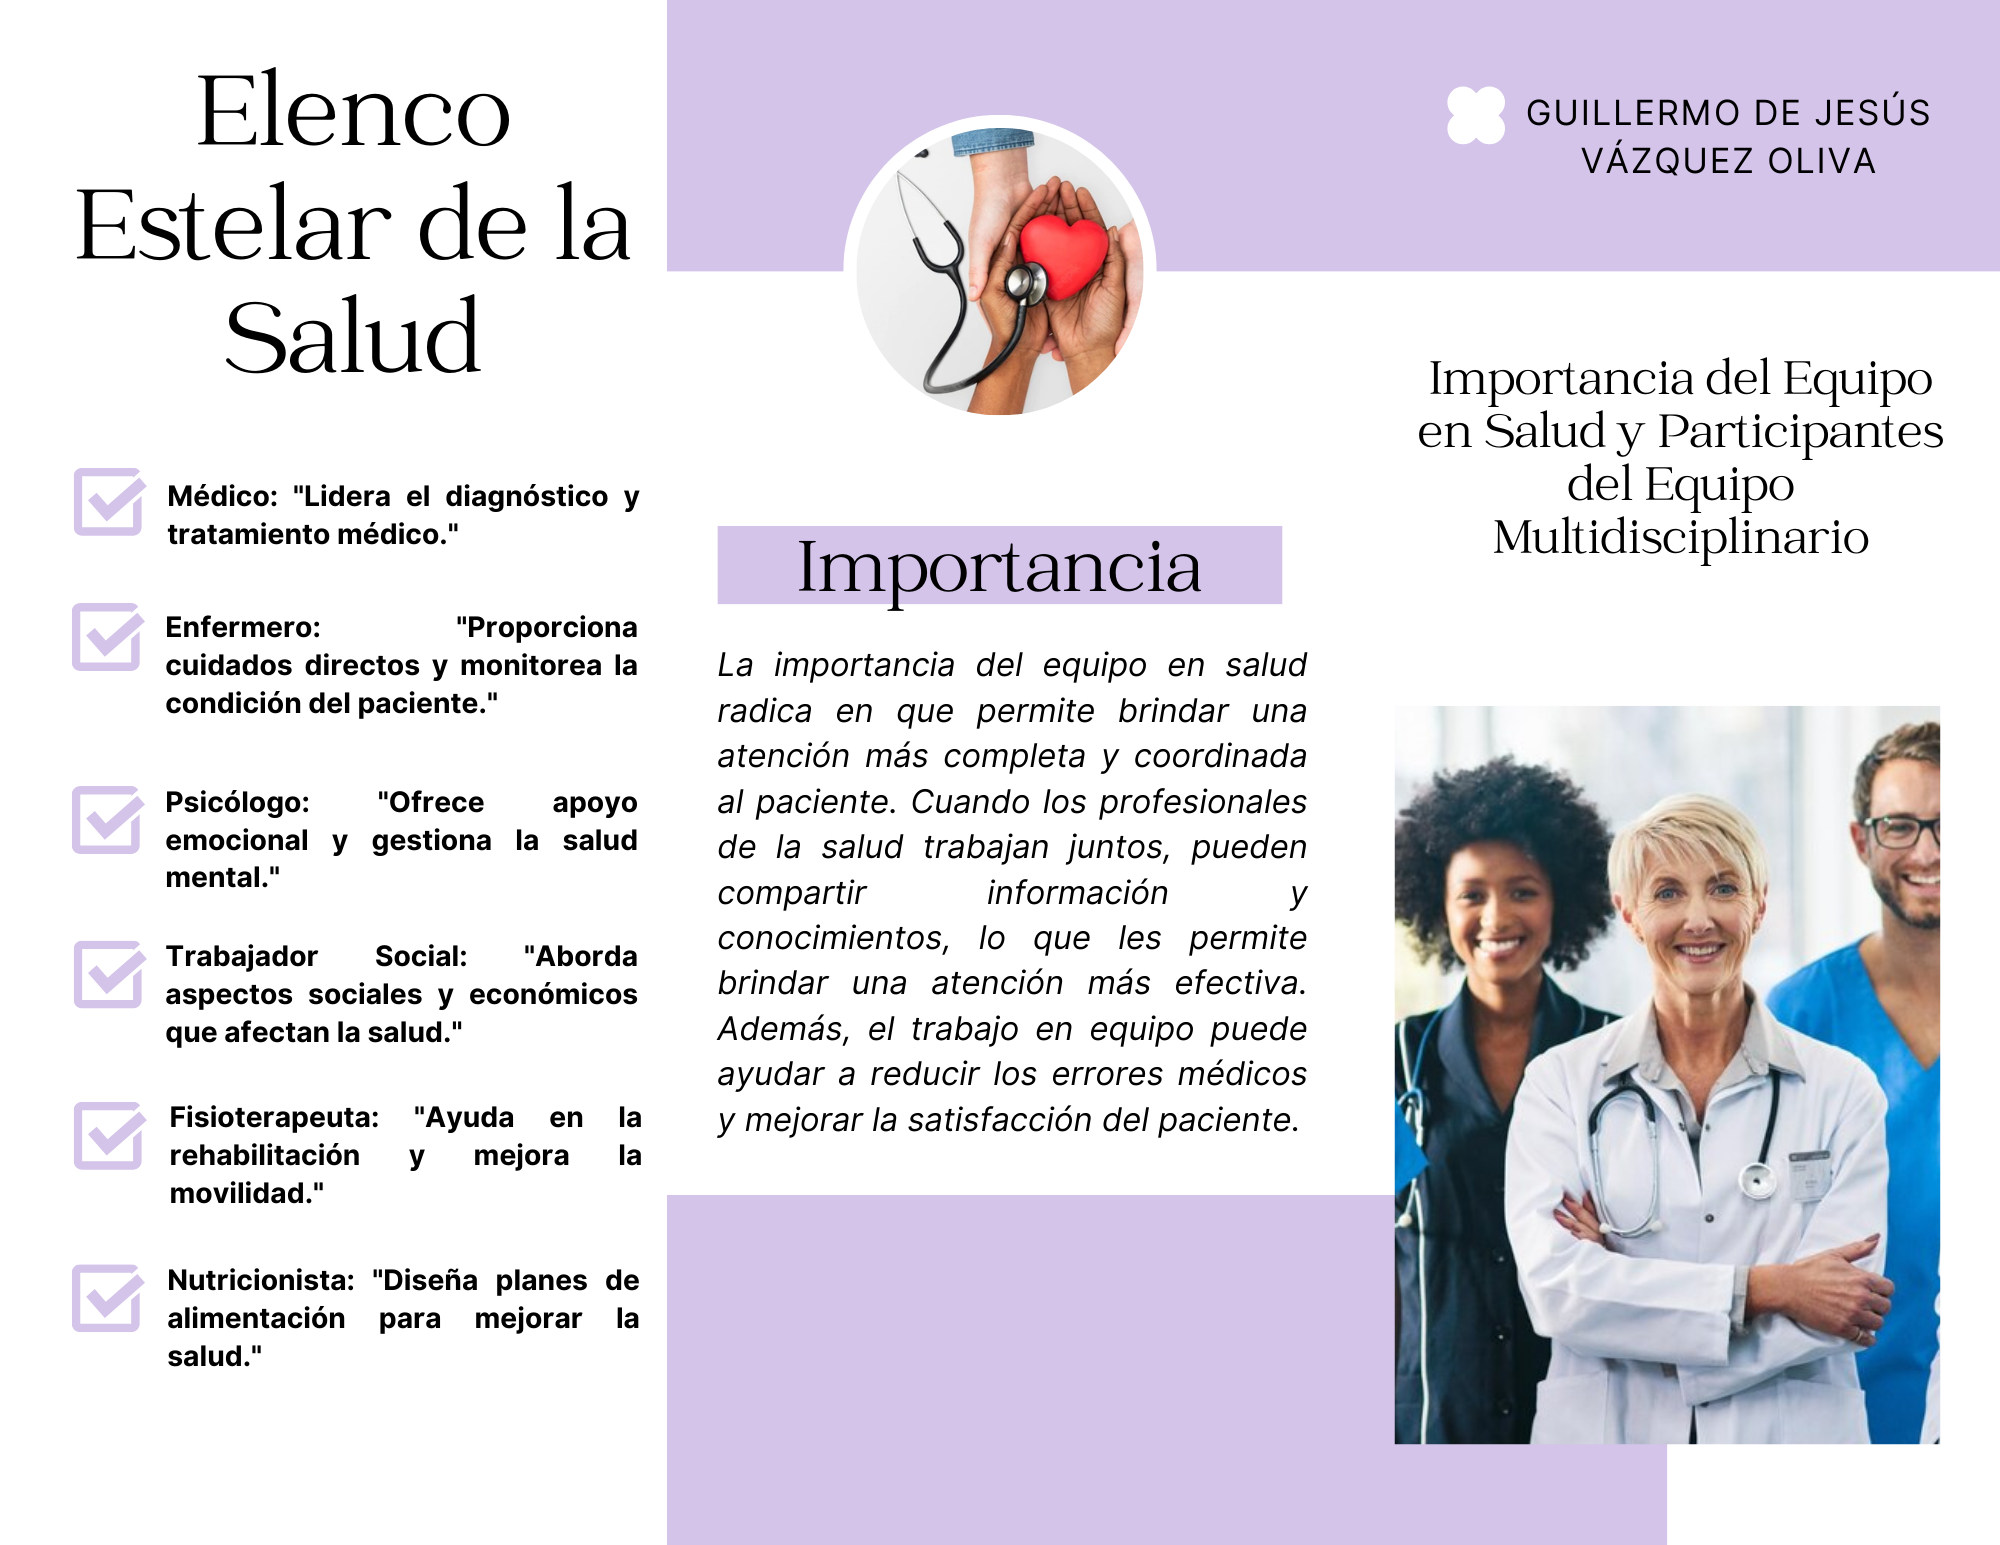 Elenco
Estelar de la
Salud
Médico: "Lidera el diagnóstico y
tratamiento médico."
Enfermero: "Proporciona
cuidados directos y monitorea la
condición del paciente."
Psicólogo: "Ofrece apoyo
emocional y gestiona la salud
mental."
Trabajador Social: "Aborda
aspectos sociales y económicos
que afectan la salud."
Fisioterapeuta: "Ayuda en la
rehabilitación y mejora la
movilidad."
Nutricionista: "Diseña planes de
alimentación para mejorar la
salud."
Importancia
La importancia del equipo en salud
radica en que permite brindar una
atención más completa y coordinada
al paciente. Cuando los profesionales
de la salud trabajan juntos, pueden
compartir información y
conocimientos, lo que les permite
brindar una atención más efectiva.
Además, el trabajo en equipo puede
ayudar a reducir los errores médicos
y mejorar la satisfacción del paciente.
GUILLERMO DE JESÚS
VÁZQUEZ OLIVA
Importancia del Equipo
en Salud y Participantes
del Equipo
Multidisciplinario